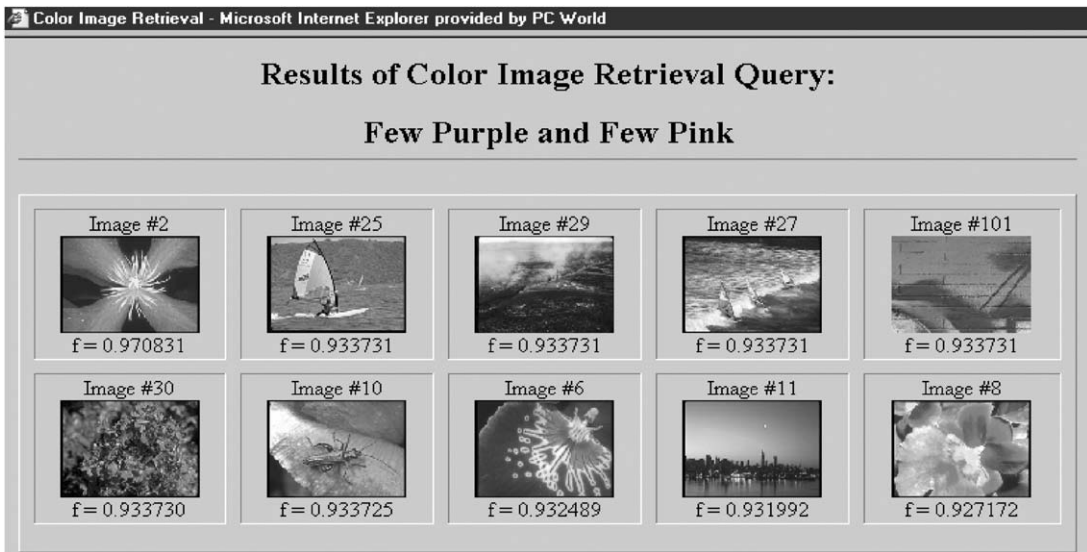 Color Image Retrieval - Microsoft Internet Explorer provided by PC World
Results of Color Image Retrieval Query:
Few Purple and Few Pink
Image #2
Image #25
Image #29
Image #27
Image #101
f = 0.970831
f = 0.933731
f = 0.933731
f = 0.933731
f = 0.933731
Image #30
Image #10
Image #6
Image #11
Image #8
f = 0.933730
f = 0.933725
f = 0.932489
f = 0.931992
f = 0.927172